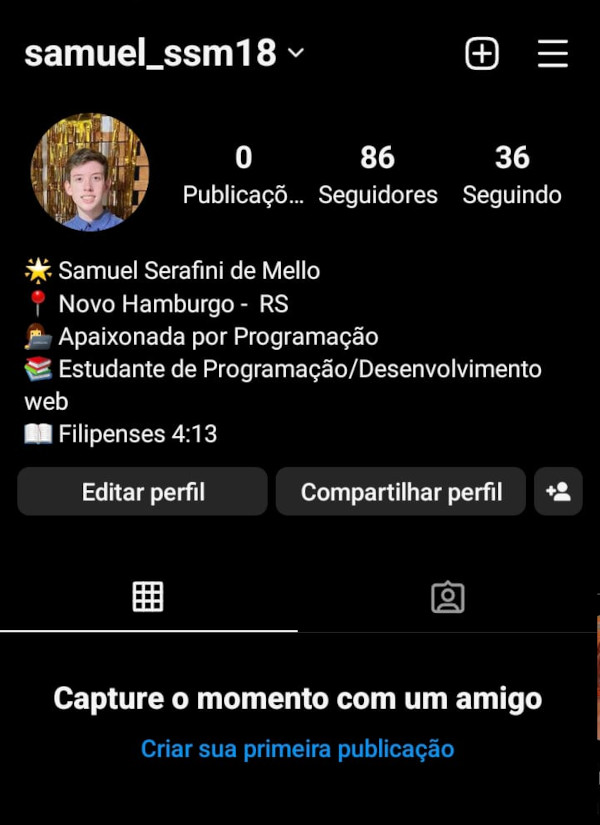 samuel_ssm18
0 86 36
Publicaçõ... Seguidores Seguindo
Samuel Serafini de Mello
Novo Hamburgo - RS
Apaixonada por Programação
Estudante de Programação/Desenvolvimento
web
Filipenses 4:13
Editar perfil Compartilhar perfil
Capture o momento com um amigo
Criar sua primeira publicação